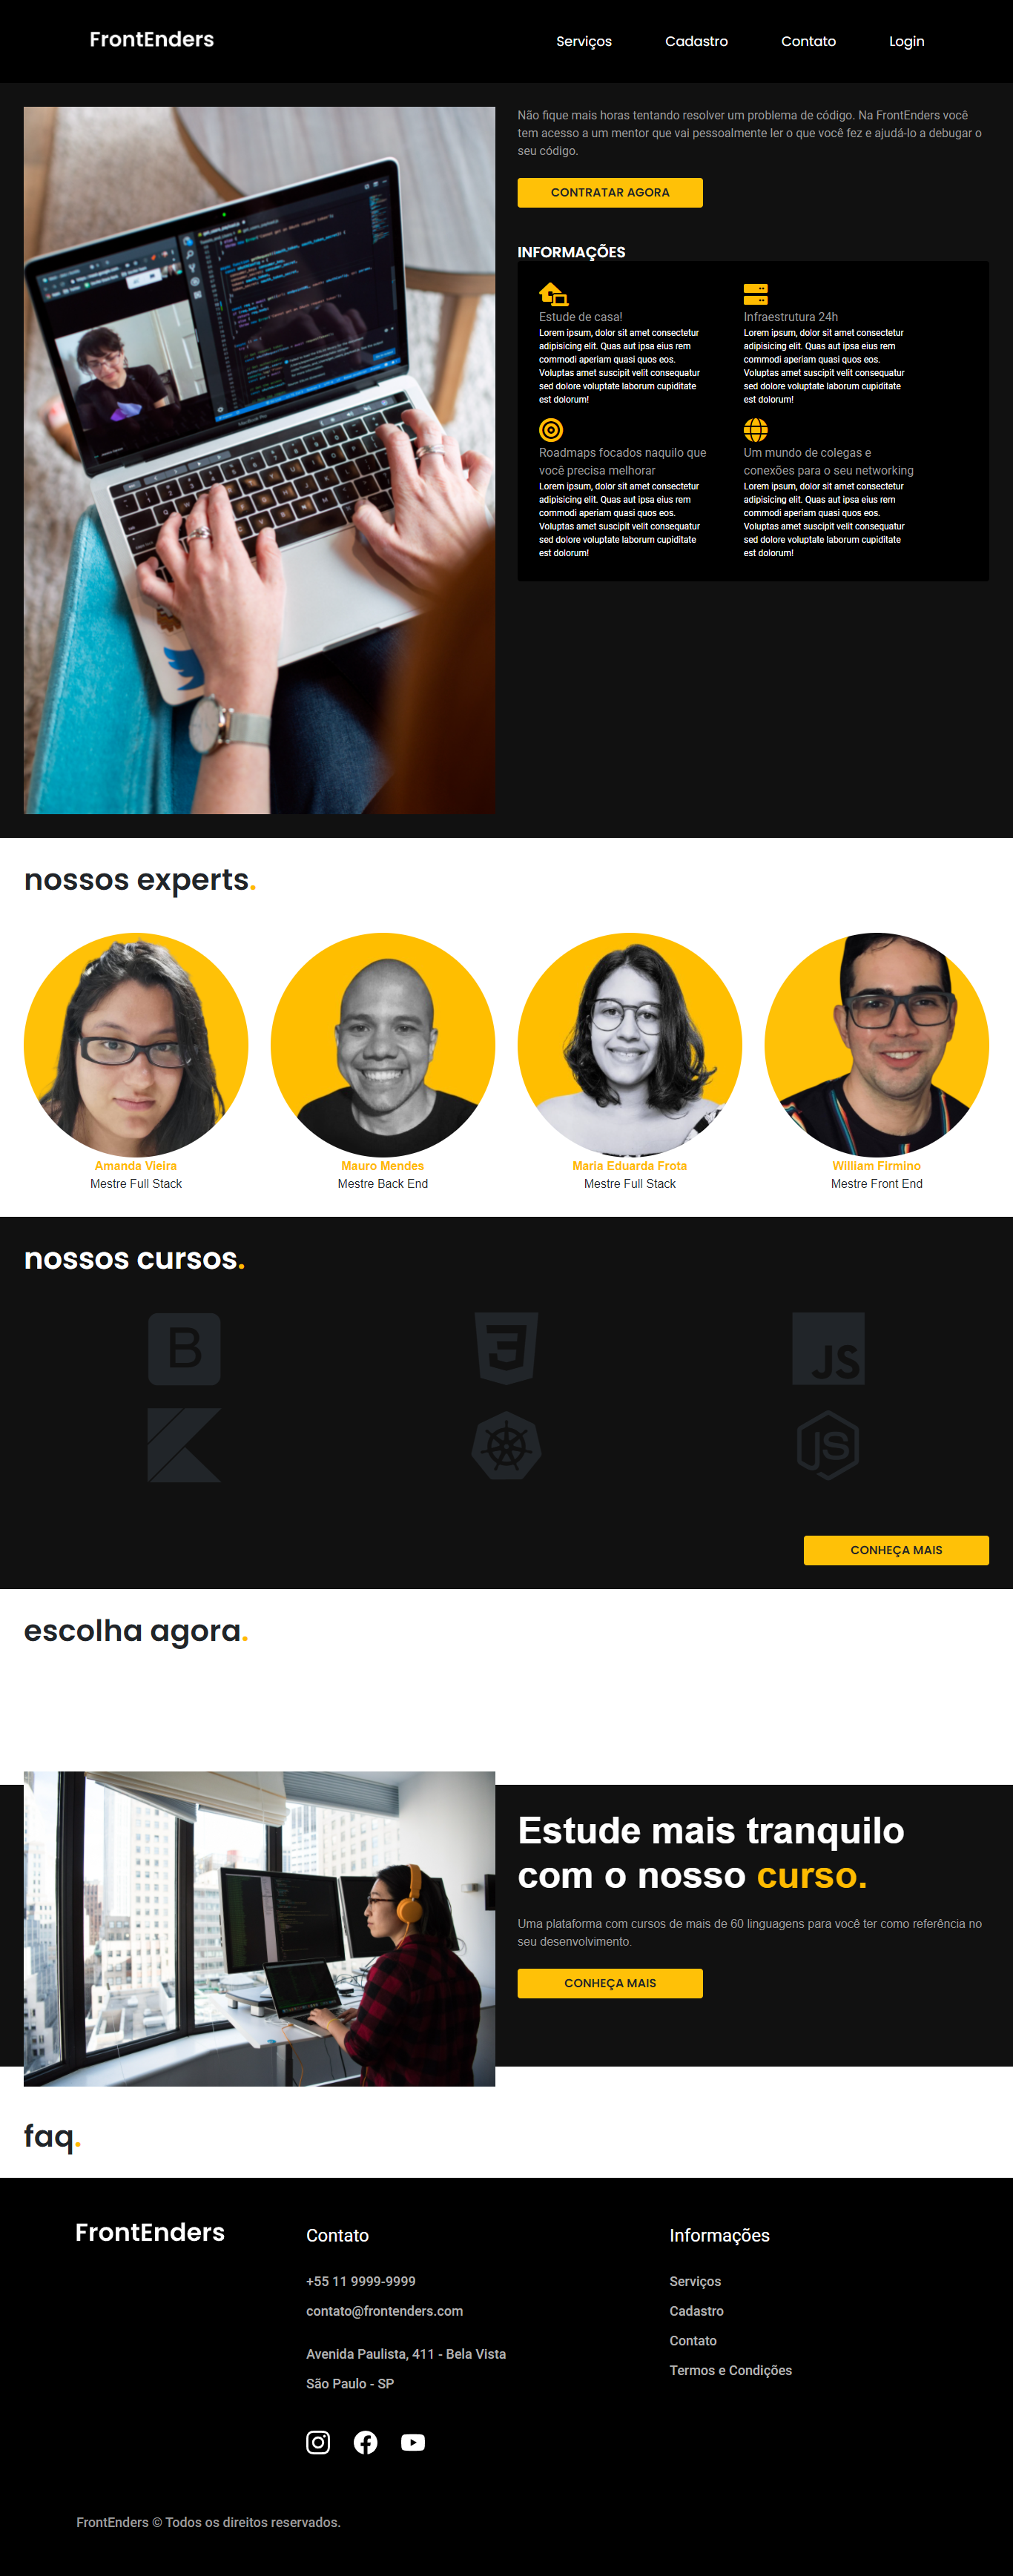 FrontEnders
Serviços
Cadastro
Contato
Login
Não fique mais horas tentando resolver um problema de código. Na FrontEnders você
tem acesso a um mentor que vai pessoalmente ler o que você fez e ajudá-lo a debugar o
seu código.
CONTRATAR AGORA
INFORMAÇÕES
Estude de casa!
Lorem ipsum, dolor sit amet consectetur
adipisicing elit. Quas aut ipsa eius rem
commodi aperiam quasi quos eos.
Voluptas amet suscipit velit consequatur
sed dolore voluptate laborum cupiditate
est dolorum!
Infraestrutura 24h
Lorem ipsum, dolor sit amet consectetur
adipisicing elit. Quas aut ipsa eius rem
commodi aperiam quasi quos eos.
Voluptas amet suscipit velit consequatur
sed dolore voluptate laborum cupiditate
est dolorum!
Roadmaps focados naquilo que
você precisa melhorar
Lorem ipsum, dolor sit amet consectetur
adipisicing elit. Quas aut ipsa eius rem
commodi aperiam quasi quos eos.
Voluptas amet suscipit velit consequatur
sed dolore voluptate laborum cupiditate
est dolorum!
Um mundo de colegas e
conexões para o seu networking
Lorem ipsum, dolor sit amet consectetur
adipisicing elit. Quas aut ipsa eius rem
commodi aperiam quasi quos eos.
Voluptas amet suscipit velit consequatur
sed dolore voluptate laborum cupiditate
est dolorum!
nossos experts.
Amanda Vieira
Mestre Full Stack
Mauro Mendes
Mestre Back End
Maria Eduarda Frota
Mestre Full Stack
William Firmino
Mestre Front End
nossos cursos.
B
3
JS
JS
CONHEÇA MAIS
escolha agora.
Estude mais tranquilo
com o nosso curso.
Uma plataforma com cursos de mais de 60 linguagens para você ter como referência no
seu desenvolvimento.
CONHEÇA MAIS
faq.
FrontEnders
Contato
+55 11 9999-9999
contato@frontenders.com
Avenida Paulista, 411 - Bela Vista
São Paulo - SP
Informações
Serviços
Cadastro
Contato
Termos e Condições
FrontEnders © Todos os direitos reservados.